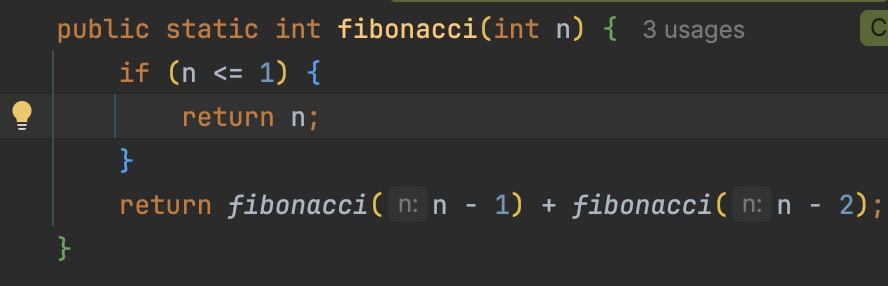 public static int fibonacci(int n) { 3 usages
if (n <= 1) {
return n;
}
return fibonacci( n: n - 1) + fibonacci( n: n - 2);
}